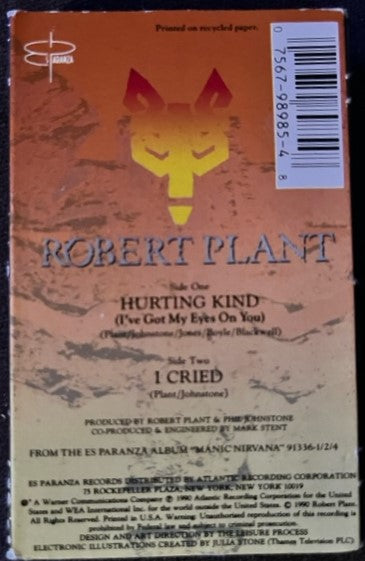 Printed on recycled paper.
ES PARANZA
0 7567-98985-4 8
ROBERT PLANT
Side One
HURTING KIND
(I've Got My Eyes On You)
(Plant/Johnstone/Jones/Boyle/Blackwell)
Side Two
I CRIED
(Plant/Johnstone)
PRODUCED BY ROBERT PLANT & PHIL JOHNSTONE
CO-PRODUCED & ENGINEERED BY MARK STENT
FROM THE ES PARANZA ALBUM "MANIC NIRVANA" 91336-1/2/4
ES PARANZA RECORDS DISTRIBUTED BY ATLANTIC RECORDING CORPORATION
75 ROCKEFELLER PLAZA, NEW YORK, NEW YORK 10019
A Warner Communications Company ℗ 1990 Atlantic Recording Corporation for the United
States and WEA International Inc. for the world outside the United States. © 1990 Robert Plant.
All Rights Reserved. Printed in U.S.A. Warning: Unauthorized reproduction of this recording is
prohibited by Federal law and subject to criminal prosecution.
DESIGN AND ART DIRECTION BY THE LEISURE PROCESS
ELECTRONIC ILLUSTRATIONS CREATED BY JULIA STONE (Thames Television PLC)